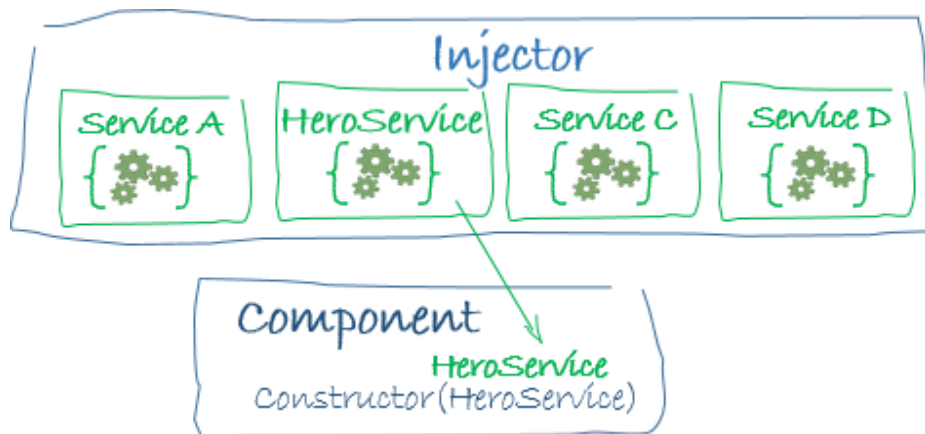 Injector
Service A
HeroService
Service C
Service D
Component
HeroService
Constructor(HeroService)